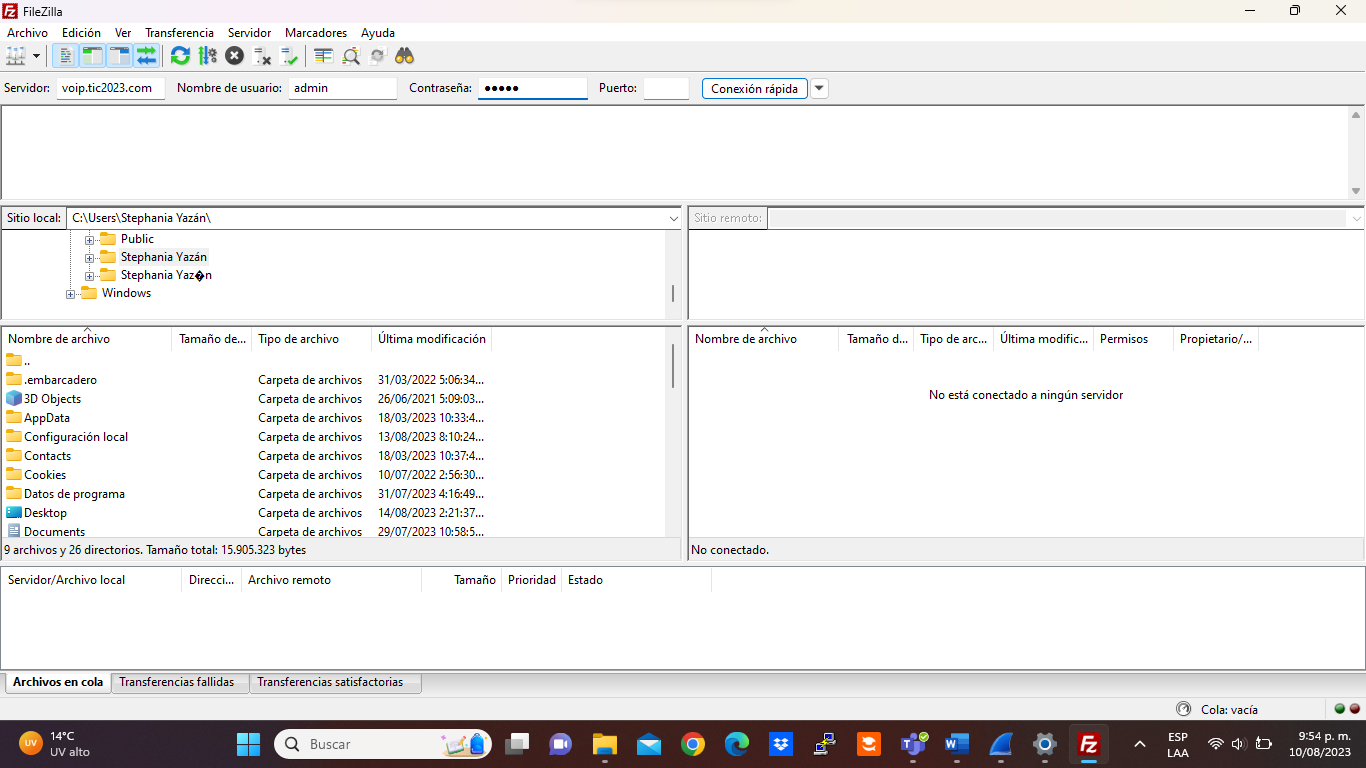 FileZilla
Archivo Edición Ver Transferencia Servidor Marcadores Ayuda
Servidor: voip.tic2023.com Nombre de usuario: admin Contraseña: ●●●●● Puerto: Conexión rápida
Sitio local: C:\Users\Stephania Yazán\
Public
Stephania Yazán
Stephania Yaz�n
Windows
Sitio remoto:
Nombre de archivo Tamaño de... Tipo de archivo Última modificación
..
.embarcadero Carpeta de archivos 31/03/2022 5:06:34...
3D Objects Carpeta de archivos 26/06/2021 5:09:03...
AppData Carpeta de archivos 18/03/2023 10:33:4...
Configuración local Carpeta de archivos 13/08/2023 8:10:24...
Contacts Carpeta de archivos 18/03/2023 10:37:4...
Cookies Carpeta de archivos 10/07/2022 2:56:30...
Datos de programa Carpeta de archivos 31/07/2023 4:16:49...
Desktop Carpeta de archivos 14/08/2023 2:21:37...
Documents Carpeta de archivos 29/07/2023 10:58:5...
9 archivos y 26 directorios. Tamaño total: 15.905.323 bytes
Nombre de archivo Tamaño d... Tipo de arc... Última modific... Permisos Propietario/...
No está conectado a ningún servidor
No conectado.
Servidor/Archivo local Direcci... Archivo remoto Tamaño Prioridad Estado
Archivos en cola Transferencias fallidas Transferencias satisfactorias
Cola: vacía
UV
14°C
UV alto
Buscar
ESP
LAA
9:54 p. m.
10/08/2023